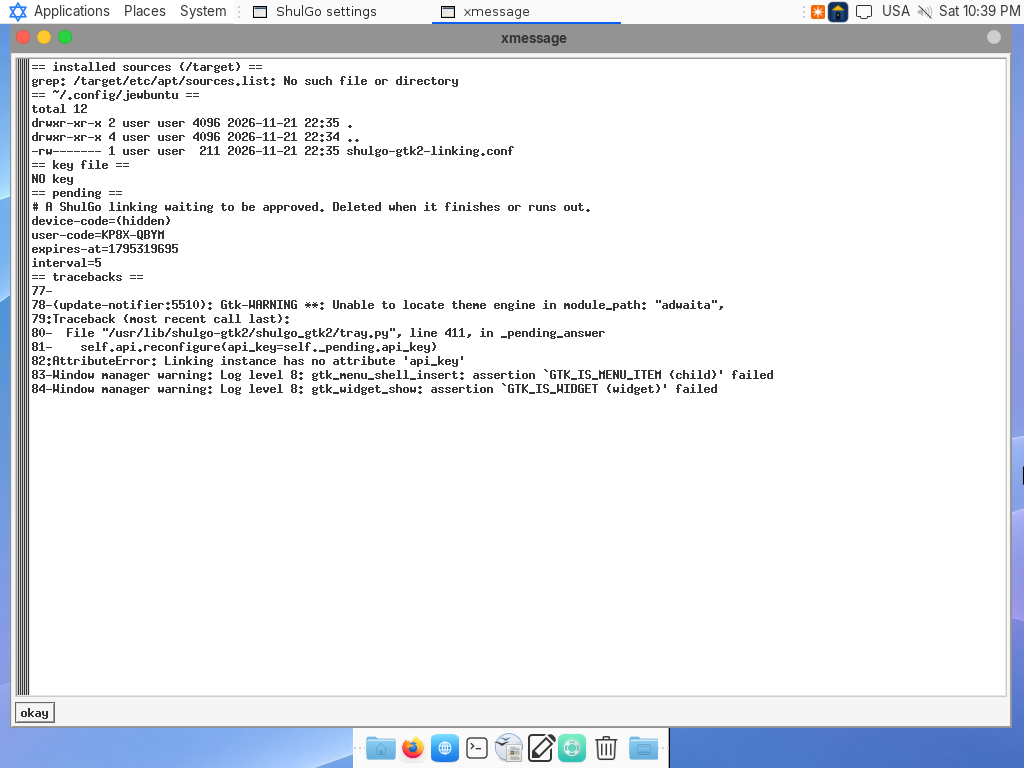 Applications Places System ShulGo settings xmessage USA Sat 10:39 PM
xmessage
== installed sources (/target) ==
grep: /target/etc/apt/sources.list: No such file or directory
== ~/.config/jewbuntu ==
total 12
drwxr-xr-x 2 user user 4096 2026-11-21 22:35 .
drwxr-xr-x 4 user user 4096 2026-11-21 22:34 ..
-rw------- 1 user user  211 2026-11-21 22:35 shulgo-gtk2-linking.conf
== key file ==
NO key
== pending ==
# A ShulGo linking waiting to be approved. Deleted when it finishes or runs out.
device-code=(hidden)
user-code=KP8X-QBYM
expires-at=1795319695
interval=5
== tracebacks ==
77-
78-(update-notifier:5510): Gtk-WARNING **: Unable to locate theme engine in module_path: "adwaita",
79:Traceback (most recent call last):
80-  File "/usr/lib/shulgo-gtk2/shulgo_gtk2/tray.py", line 411, in _pending_answer
81-    self.api.reconfigure(api_key=self._pending.api_key)
82:AttributeError: Linking instance has no attribute 'api_key'
83-Window manager warning: Log level 8: gtk_menu_shell_insert: assertion `GTK_IS_MENU_ITEM (child)' failed
84-Window manager warning: Log level 8: gtk_widget_show: assertion `GTK_IS_WIDGET (widget)' failed
okay